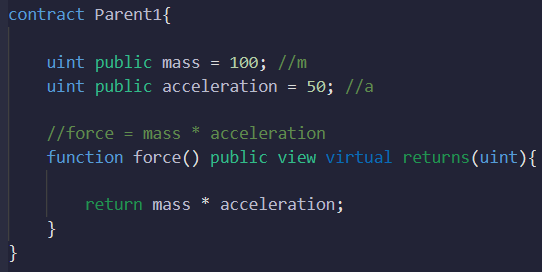 contract Parent1{
uint public mass = 100; //m
uint public acceleration = 50; //a
//force = mass * acceleration
function force() public view virtual returns(uint){
return mass * acceleration;
}
}